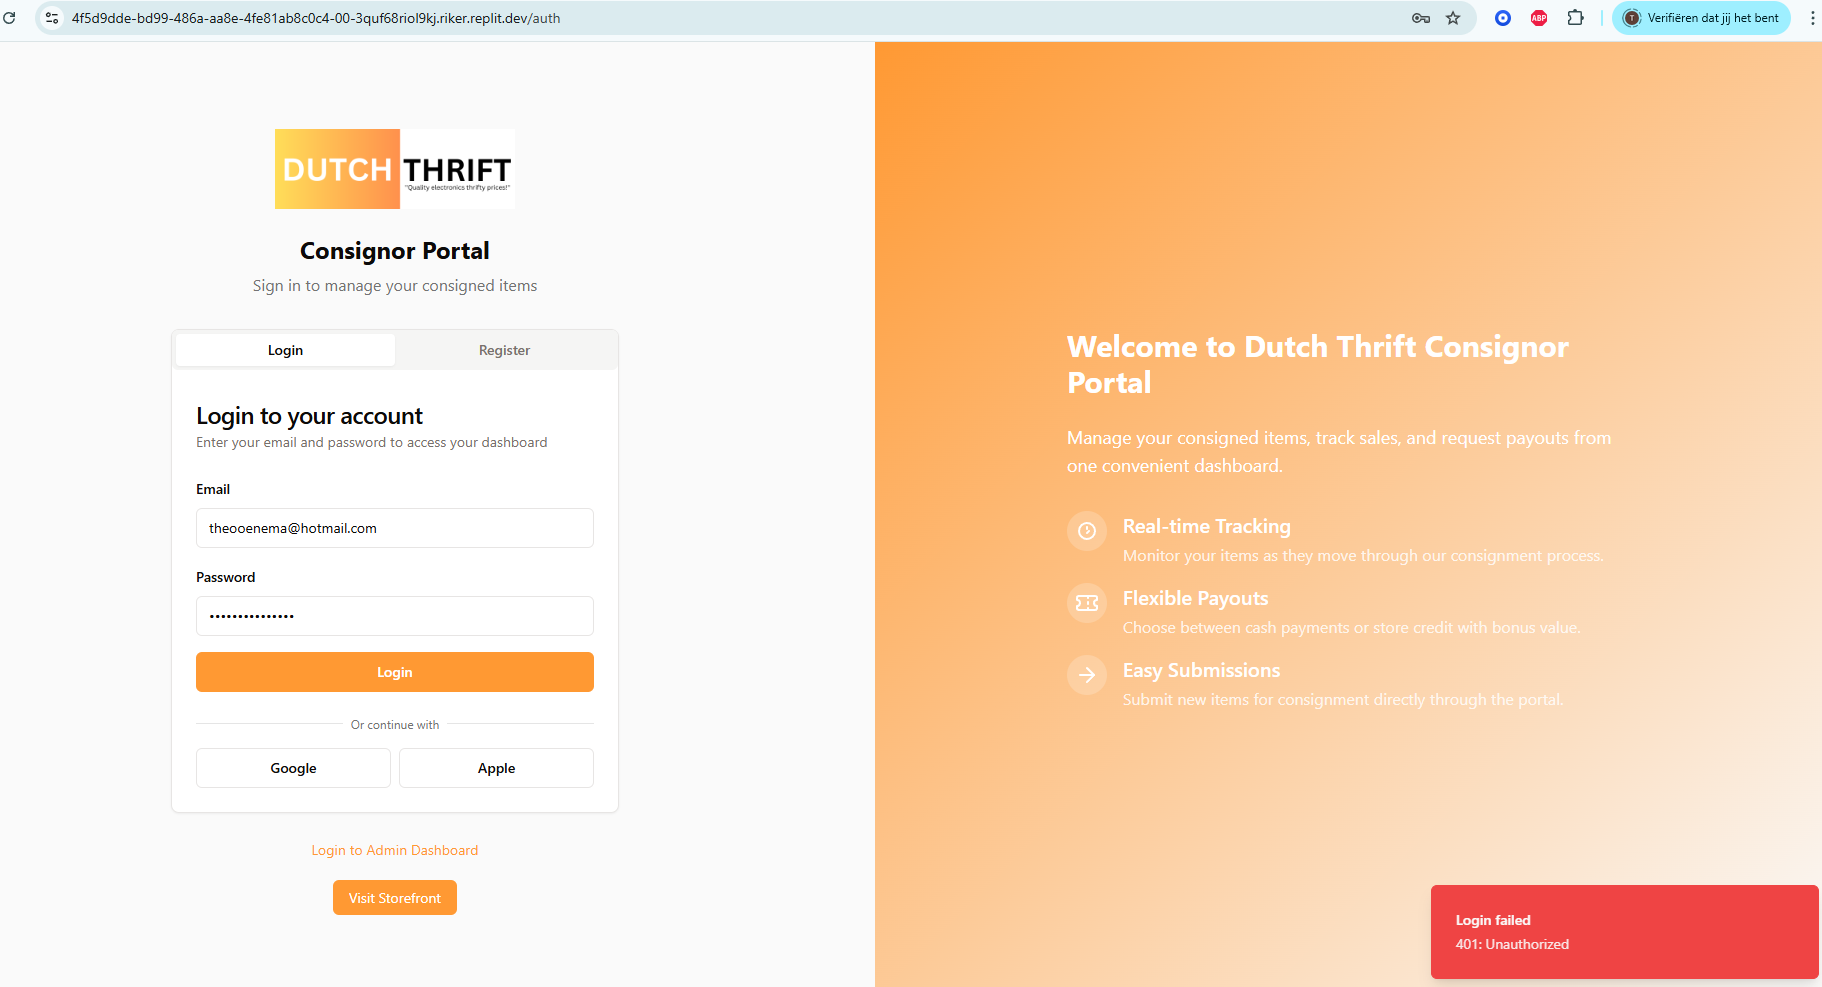 4f5d9dde-bd99-486a-aa8e-4fe81ab8c0c4-00-3quf68riol9kj.riker.replit.dev/auth
ABP
T
Verifiëren dat jij het bent
DUTCH THRIFT
"Quality electronics thrifty prices!"
Consignor Portal
Sign in to manage your consigned items
Login
Register
Login to your account
Enter your email and password to access your dashboard
Email
theooenema@hotmail.com
Password
Login
Or continue with
Google
Apple
Login to Admin Dashboard
Visit Storefront
Welcome to Dutch Thrift Consignor
Portal
Manage your consigned items, track sales, and request payouts from
one convenient dashboard.
Real-time Tracking
Monitor your items as they move through our consignment process.
Flexible Payouts
Choose between cash payments or store credit with bonus value.
Easy Submissions
Submit new items for consignment directly through the portal.
Login failed
401: Unauthorized